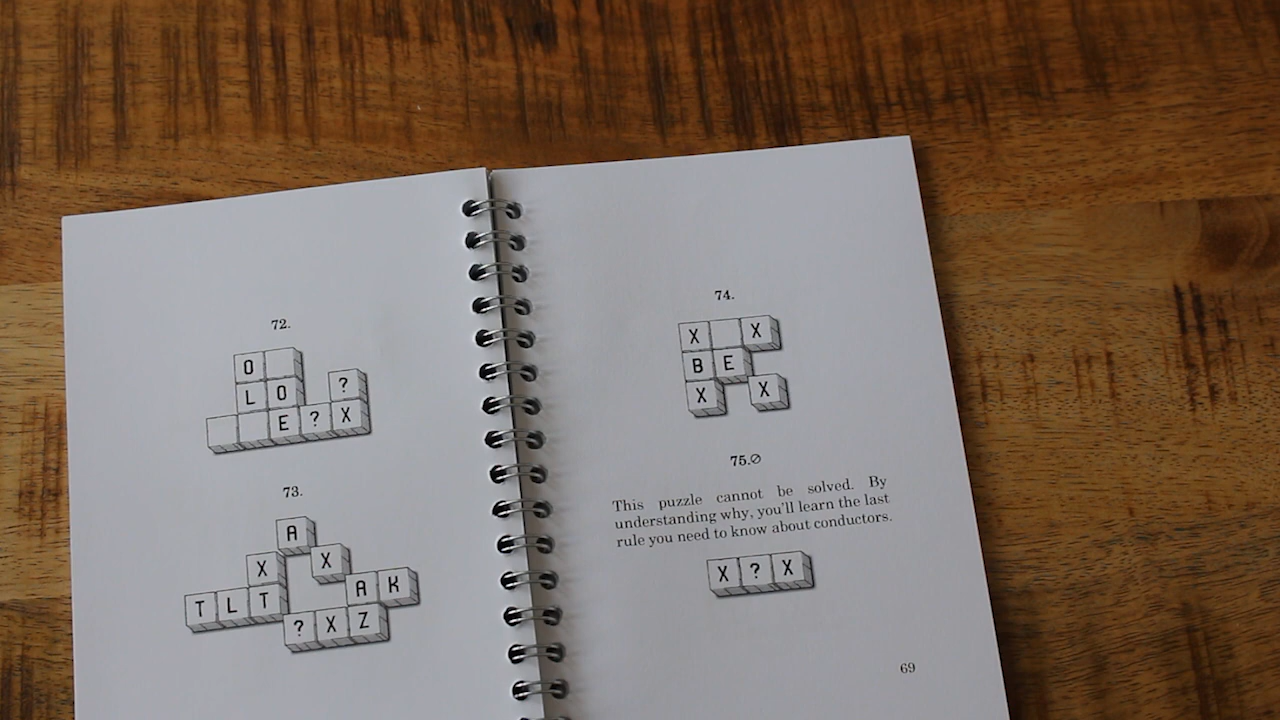 72.
O
L O ?
E ? X
73.
A
X X
T L T A K
? X Z
74.
X X
B E
X X
75.∅
This puzzle cannot be solved. By
understanding why, you'll learn the last
rule you need to know about conductors.
X ? X
69